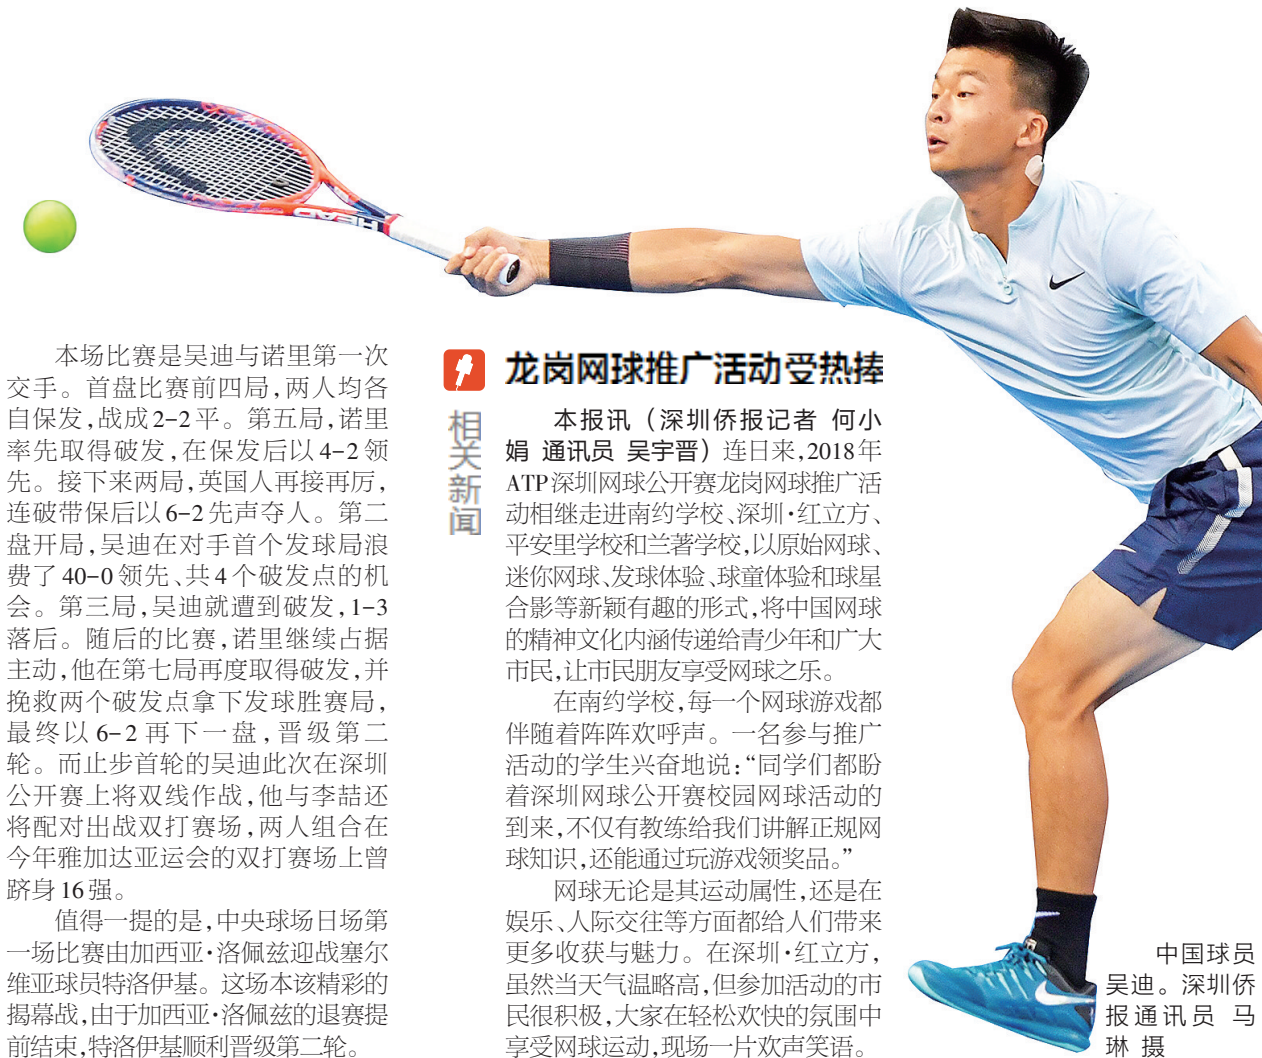 HEAD
本场比赛是吴迪与诺里第一次
交手。首盘比赛前四局，两人均各
自保发，战成2-2平。第五局，诺里
率先取得破发，在保发后以4-2领
先。接下来两局，英国人再接再厉，
连破带保后以6-2先声夺人。第二
盘开局，吴迪在对手首个发球局浪
费了40-0领先、共4个破发点的机
会。第三局，吴迪就遭到破发，1-3
落后。随后的比赛，诺里继续占据
主动，他在第七局再度取得破发，并
挽救两个破发点拿下发球胜赛局，
最终以6-2再下一盘，晋级第二
轮。而止步首轮的吴迪此次在深圳
公开赛上将双线作战，他与李喆还
将配对出战双打赛场，两人组合在
今年雅加达亚运会的双打赛场上曾
跻身16强。
值得一提的是，中央球场日场第
一场比赛由加西亚·洛佩兹迎战塞尔
维亚球员特洛伊基。这场本该精彩的
揭幕战，由于加西亚·洛佩兹的退赛提
前结束，特洛伊基顺利晋级第二轮。
相关新闻
龙岗网球推广活动受热捧
本报讯（深圳侨报记者 何小
娟 通讯员 吴宇晋）连日来，2018年
ATP深圳网球公开赛龙岗网球推广活
动相继走进南约学校、深圳·红立方、
平安里学校和兰著学校，以原始网球、
迷你网球、发球体验、球童体验和球星
合影等新颖有趣的形式，将中国网球
的精神文化内涵传递给青少年和广大
市民，让市民朋友享受网球之乐。
在南约学校，每一个网球游戏都
伴随着阵阵欢呼声。一名参与推广
活动的学生兴奋地说：“同学们都盼
着深圳网球公开赛校园网球活动的
到来，不仅有教练给我们讲解正规网
球知识，还能通过玩游戏领奖品。”
网球无论是其运动属性，还是在
娱乐、人际交往等方面都给人们带来
更多收获与魅力。在深圳·红立方，
虽然当天气温略高，但参加活动的市
民很积极，大家在轻松欢快的氛围中
享受网球运动，现场一片欢声笑语。
中国球员
吴迪。深圳侨
报通讯员 马
琳 摄